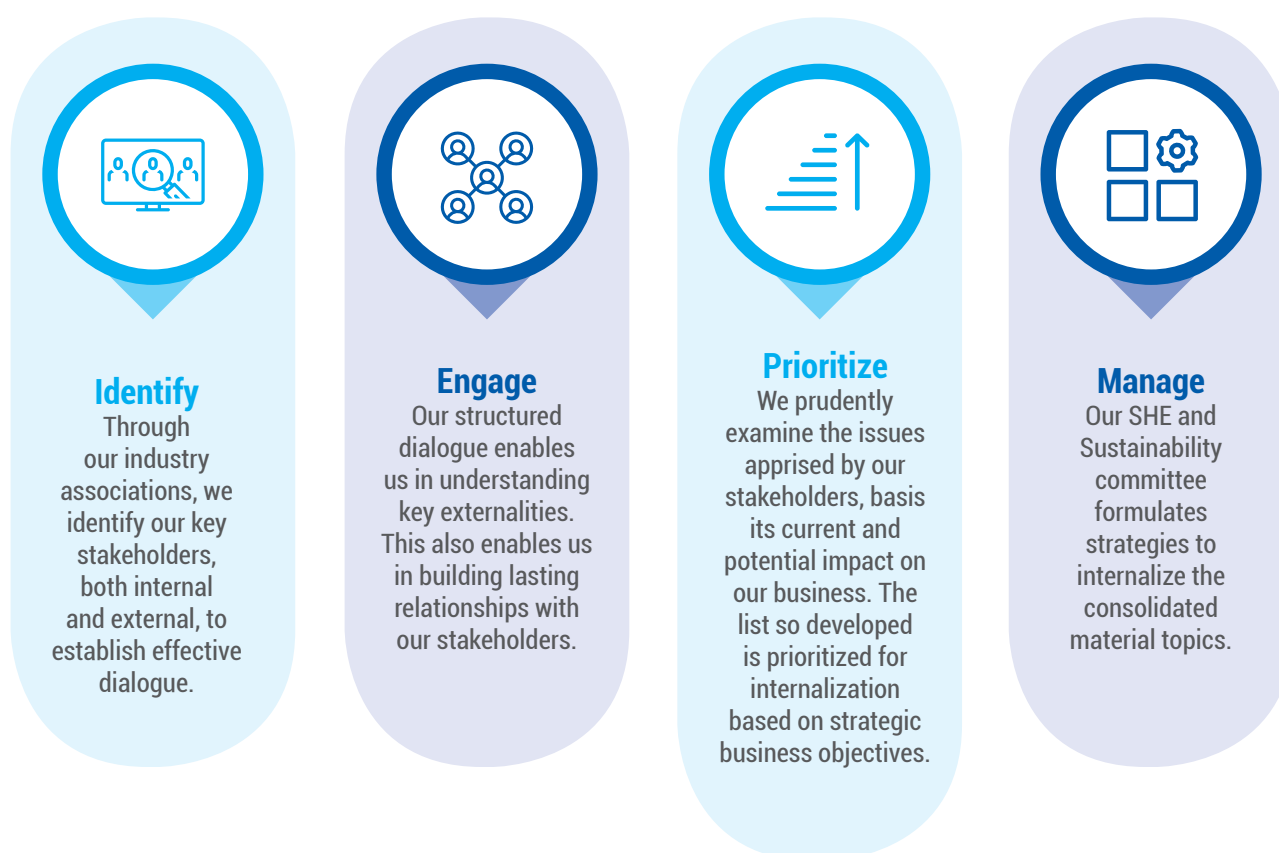 Identify
Through
our industry
associations, we
identify our key
stakeholders,
both internal
and external, to
establish effective
dialogue.
Engage
Our structured
dialogue enables
us in understanding
key externalities.
This also enables us
in building lasting
relationships with
our stakeholders.
Prioritize
We prudently
examine the issues
apprised by our
stakeholders, basis
its current and
potential impact on
our business. The
list so developed
is prioritized for
internalization
based on strategic
business objectives.
Manage
Our SHE and
Sustainability
committee
formulates
strategies to
internalize the
consolidated
material topics.